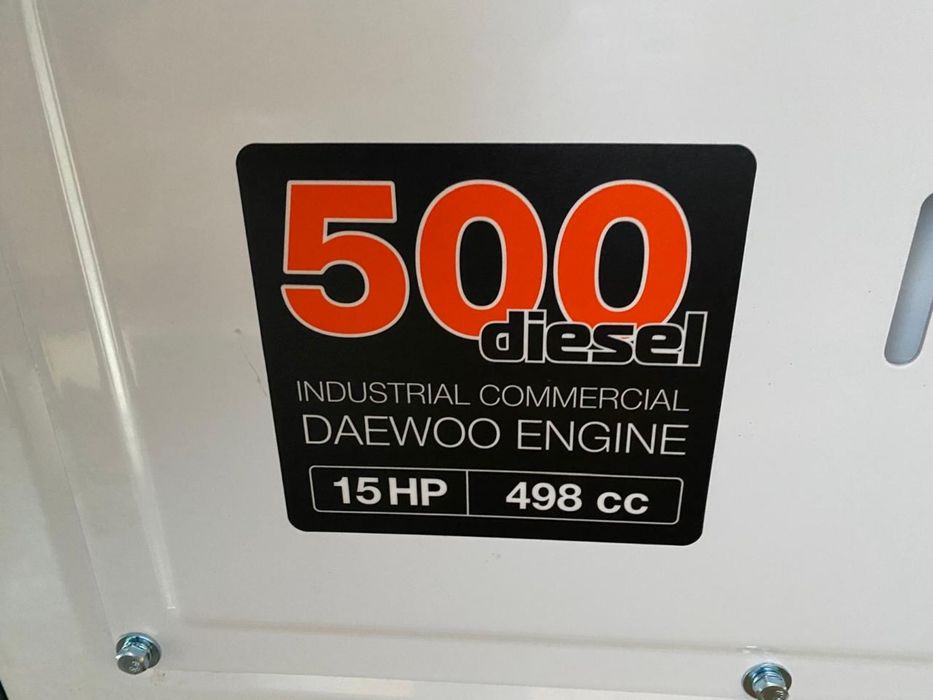 500
diesel
INDUSTRIAL COMMERCIAL
DAEWOO ENGINE
15 HP 498 cc